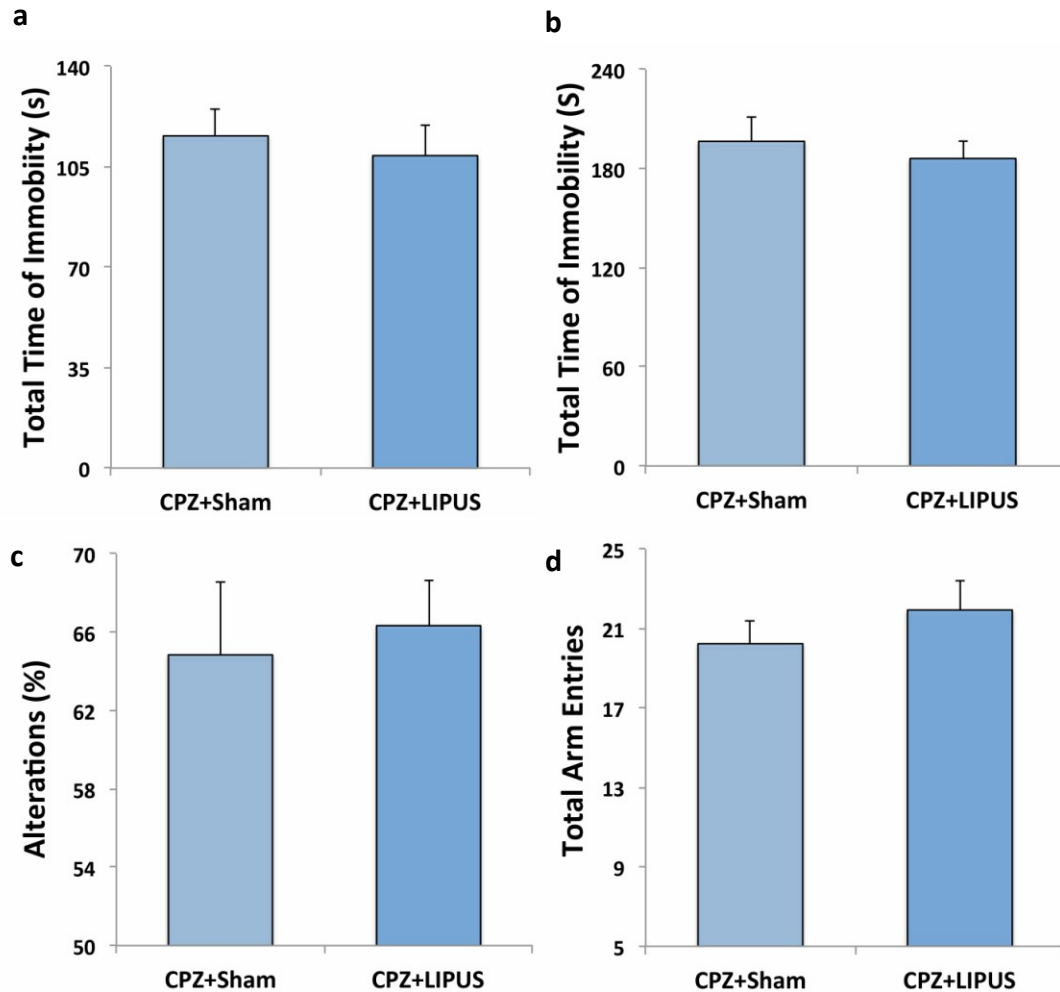 a
Total Time of Immobiity (s)
140
105
70
35
0
CPZ+Sham
CPZ+LIPUS
b
Total Time of Immobility (S)
240
180
120
60
0
CPZ+Sham
CPZ+LIPUS
c
Alterations (%)
70
66
62
58
54
50
CPZ+Sham
CPZ+LIPUS
d
Total Arm Entries
25
21
17
13
9
5
CPZ+Sham
CPZ+LIPUS